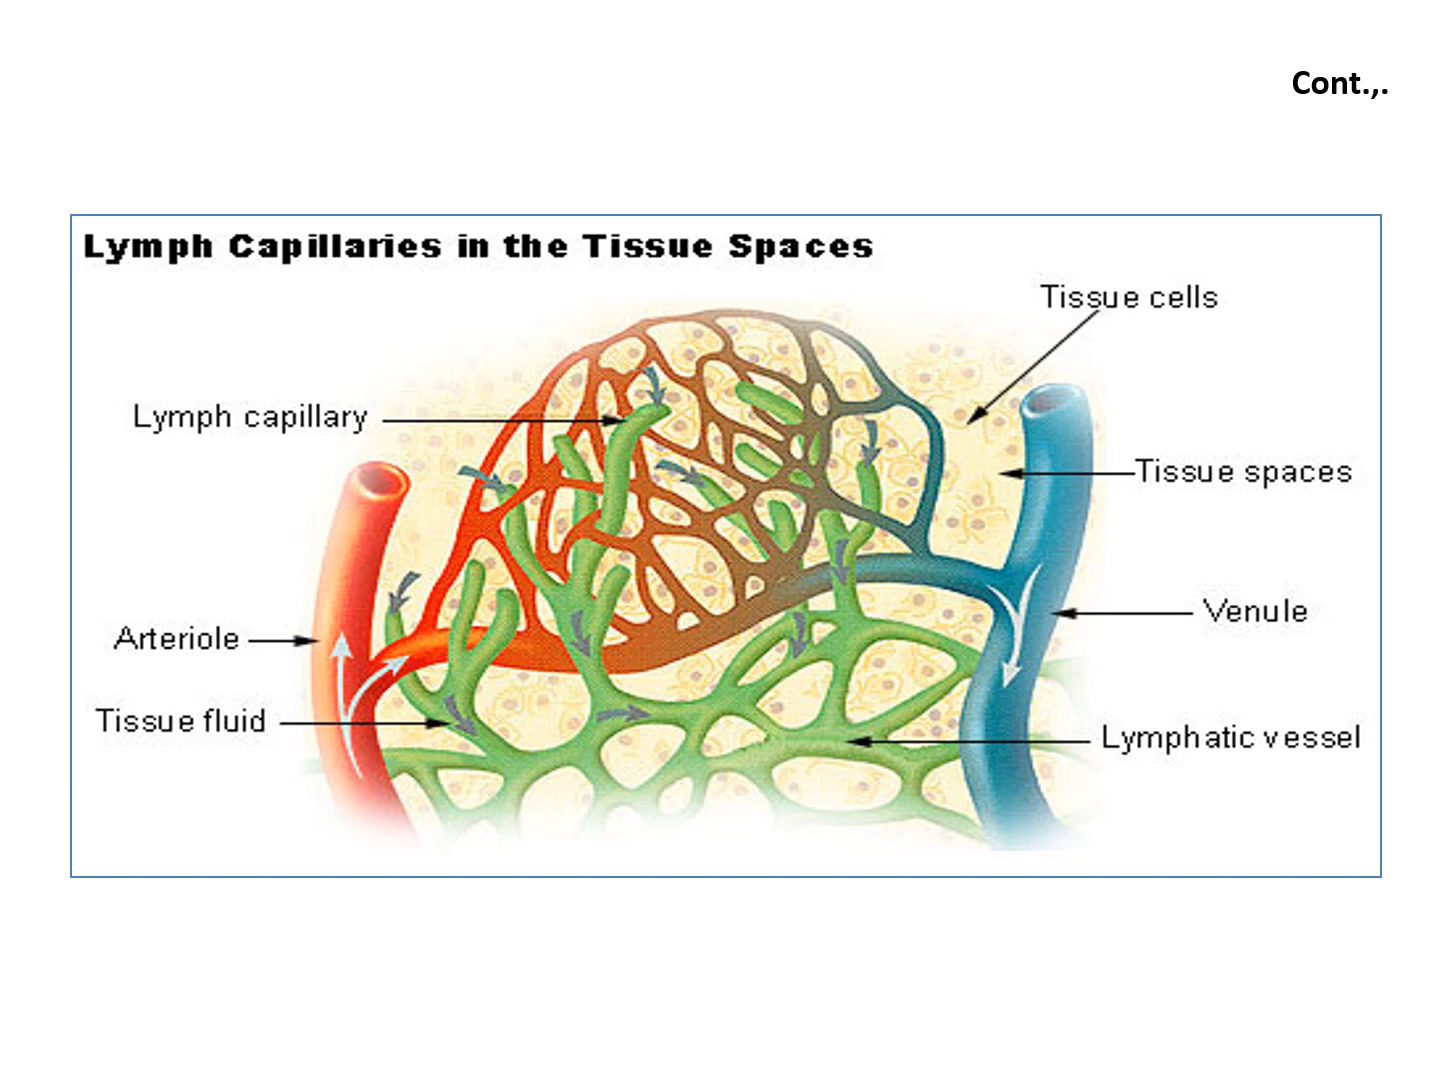 Cont.,.
Lymph Capillaries in the Tissue Spaces
Tissue cells
Lymph capillary
Tissue spaces
Venule
Arteriole
Tissue fluid
Lymphatic vessel